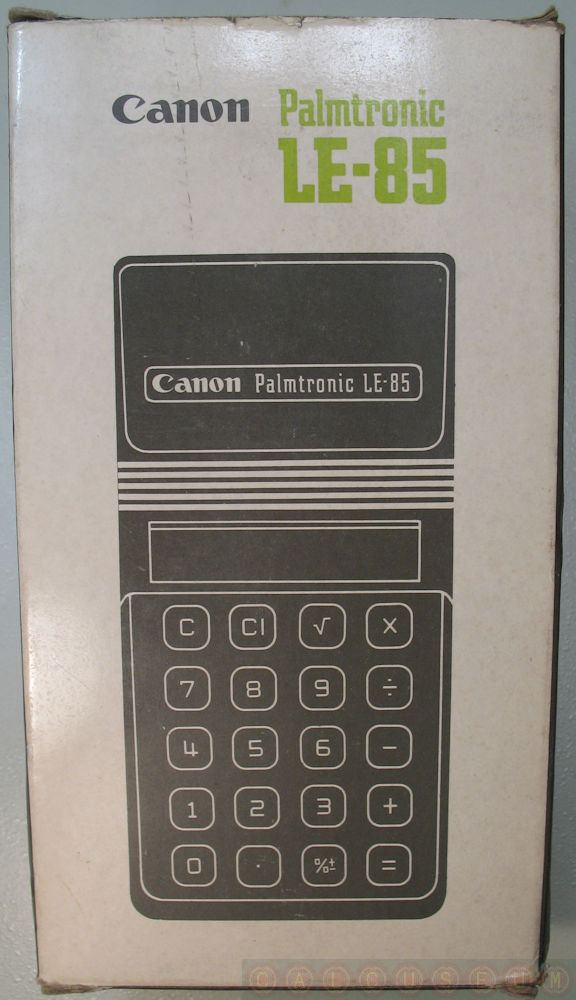 Canon Palmtronic
LE-85
Canon Palmtronic LE-85
C CI √ X
7 8 9 ÷
4 5 6 −
1 2 3 +
0 . %± =
CALCUSEUM